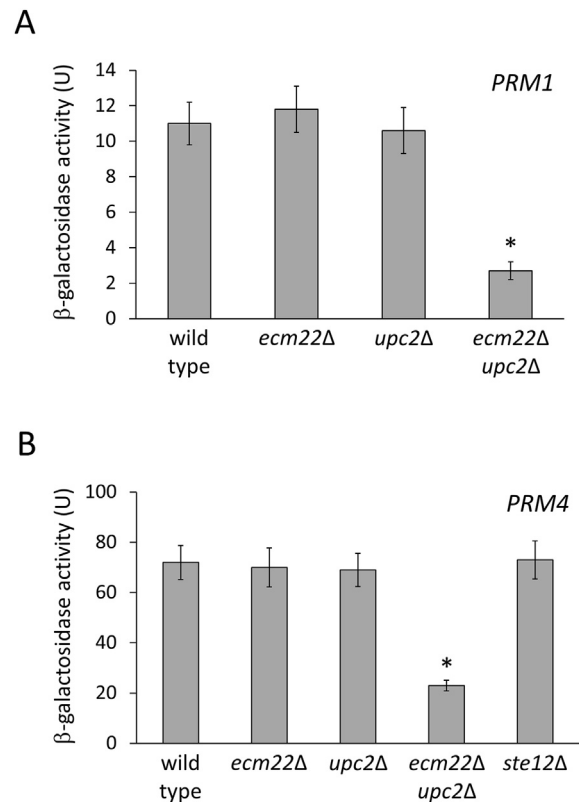 A
PRM1
β-galactosidase activity (U)
14
12
10
8
6
4
2
0
*
wild type
ecm22Δ
upc2Δ
ecm22Δ upc2Δ
B
PRM4
β-galactosidase activity (U)
100
80
60
40
20
0
*
wild type
ecm22Δ
upc2Δ
ecm22Δ upc2Δ
ste12Δ